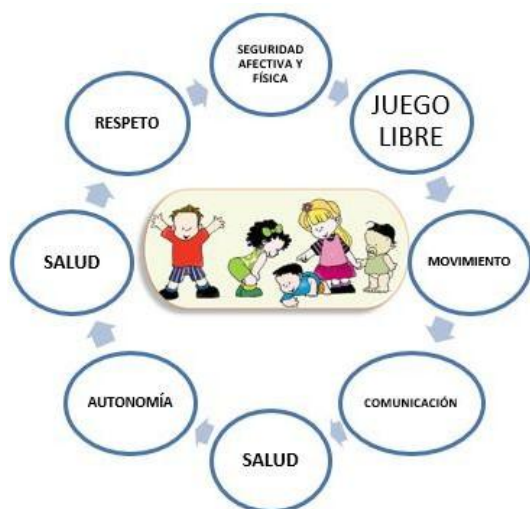 SEGURIDAD
AFECTIVA Y
FÍSICA
JUEGO
LIBRE
MOVIMIENTO
COMUNICACIÓN
SALUD
AUTONOMÍA
SALUD
RESPETO